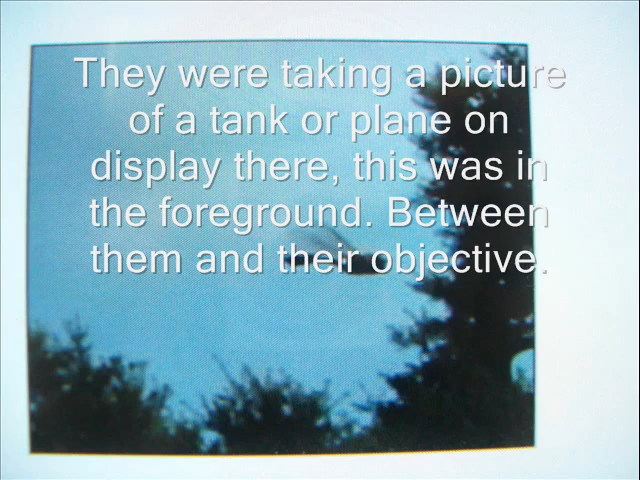 They were taking a picture
of a tank or plane on
display there, this was in
the foreground. Between
them and their objective.